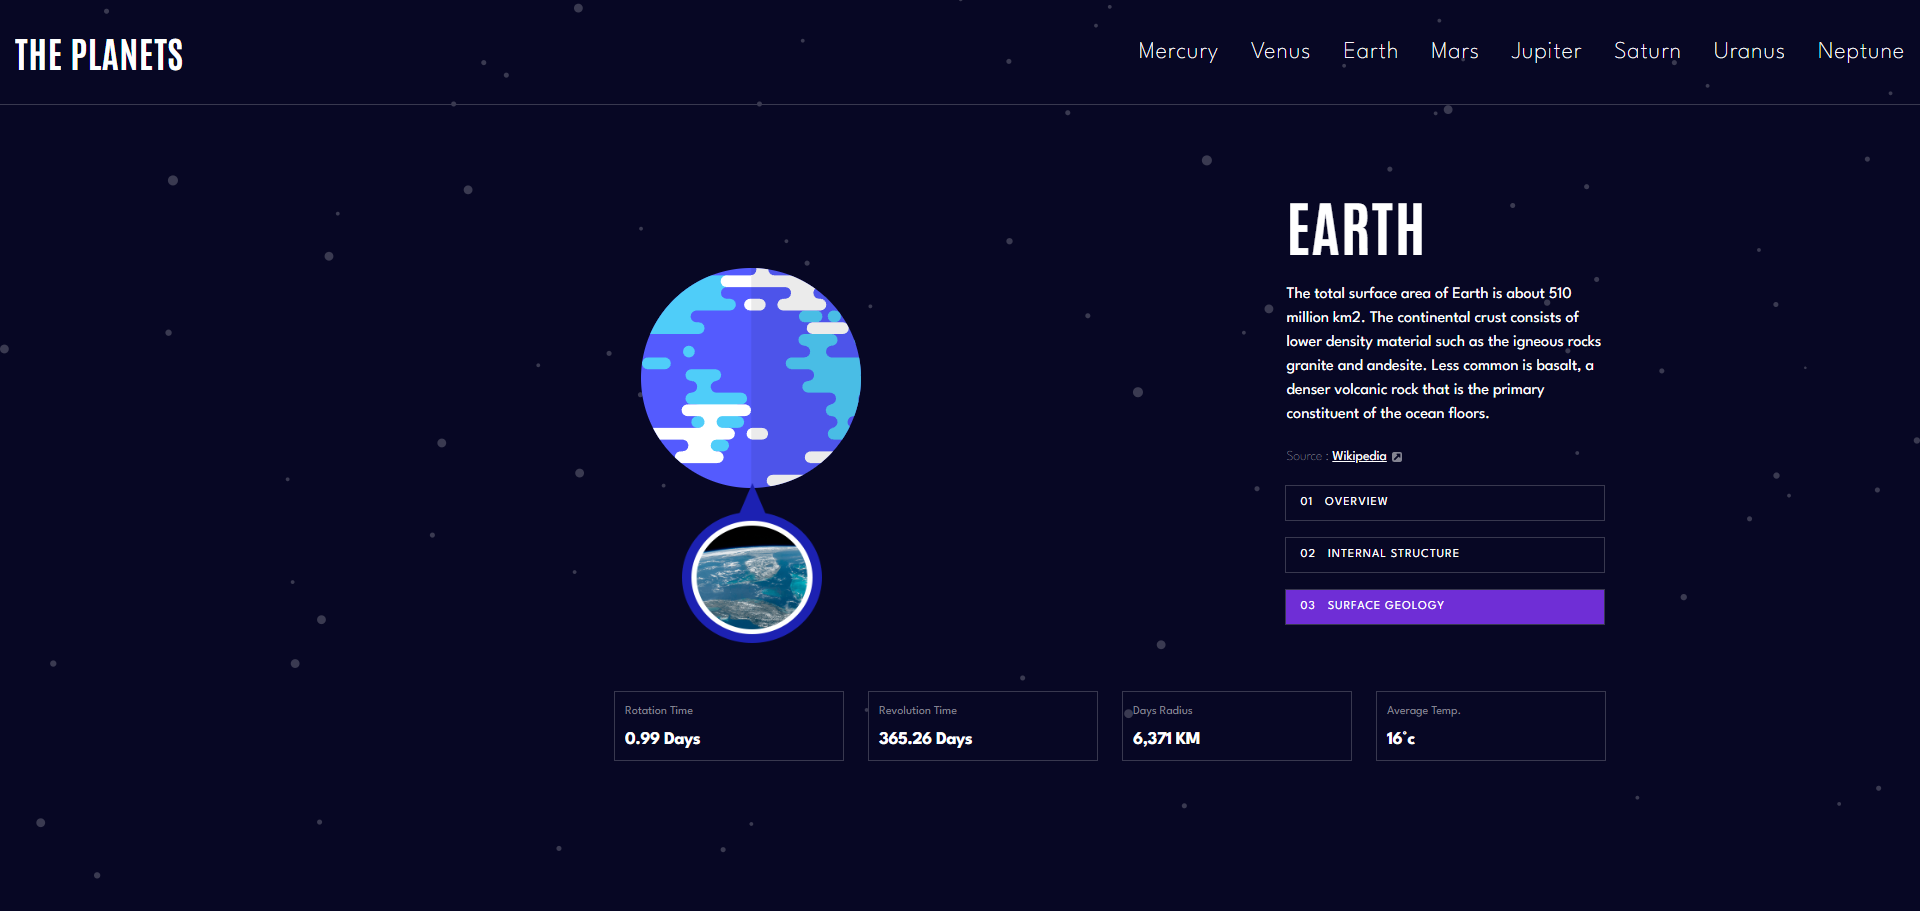 THE PLANETS
Mercury Venus Earth Mars Jupiter Saturn Uranus Neptune
EARTH
The total surface area of Earth is about 510
million km2. The continental crust consists of
lower density material such as the igneous rocks
granite and andesite. Less common is basalt, a
denser volcanic rock that is the primary
constituent of the ocean floors.
Source : Wikipedia
01 OVERVIEW
02 INTERNAL STRUCTURE
03 SURFACE GEOLOGY
Rotation Time
0.99 Days
Revolution Time
365.26 Days
Days Radius
6,371 KM
Average Temp.
16°c